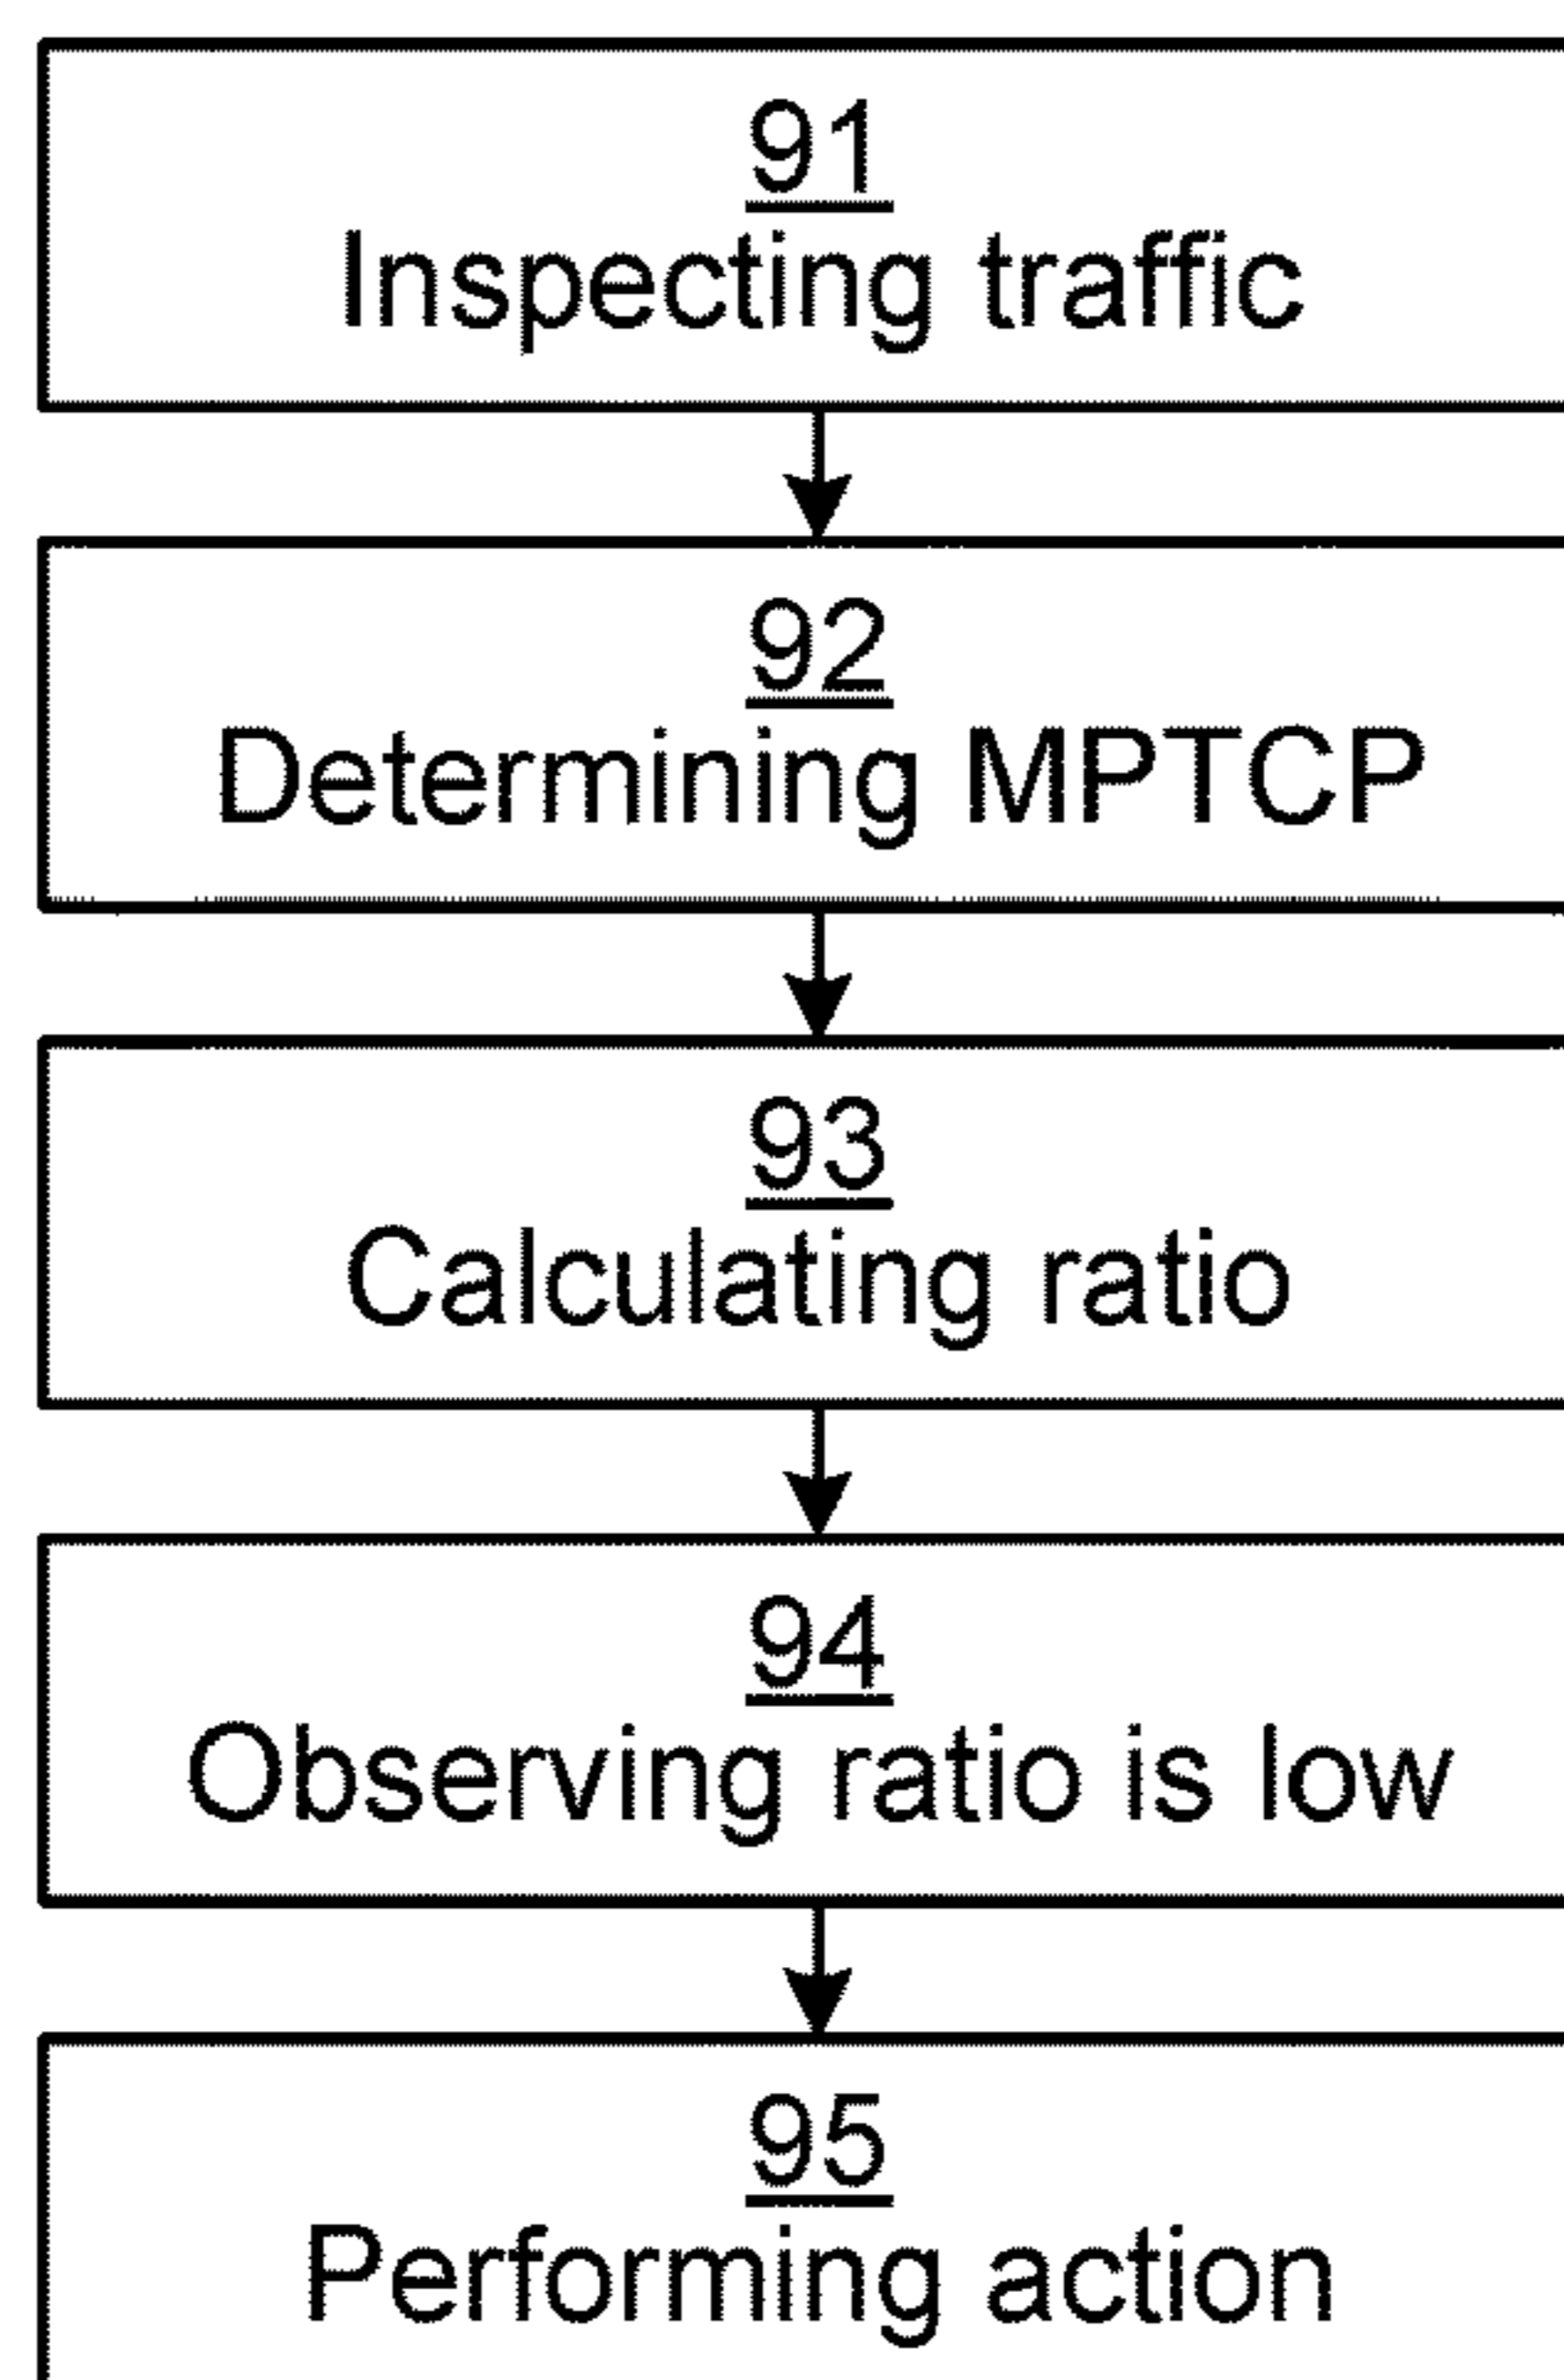 91
Inspecting traffic
92
Determining MPTCP
93
Calculating ratio
94
Observing ratio is low
95
Performing action